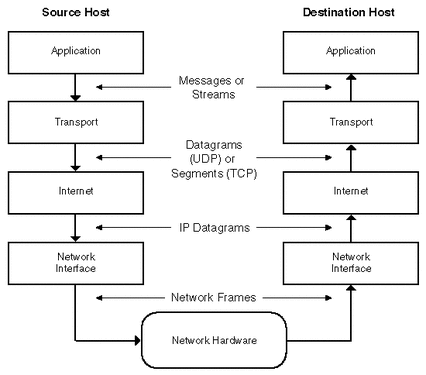 Source Host
Destination Host
Application
Application
Messages or
Streams
Transport
Transport
Datagrams
(UDP) or
Segments (TCP)
Internet
Internet
IP Datagrams
Network
Interface
Network
Interface
Network Frames
Network Hardware